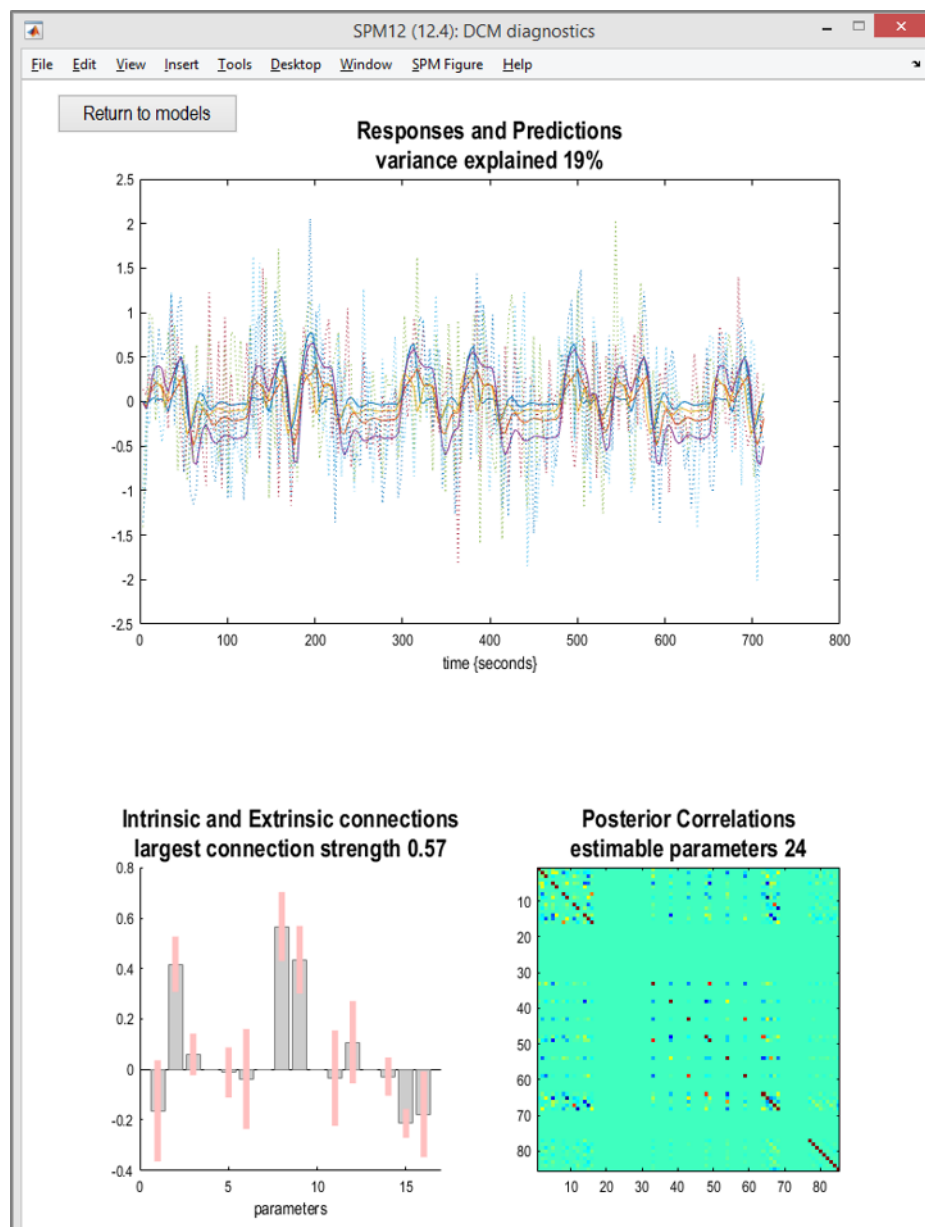 SPM12 (12.4): DCM diagnostics
File Edit View Insert Tools Desktop Window SPM Figure Help
Return to models
Responses and Predictions
variance explained 19%
2.5
2
1.5
1
0.5
0
-0.5
-1
-1.5
-2
-2.5
0 100 200 300 400 500 600 700 800
time {seconds}
Intrinsic and Extrinsic connections
largest connection strength 0.57
0.8
0.6
0.4
0.2
0
-0.2
-0.4
0 5 10 15
parameters
Posterior Correlations
estimable parameters 24
10
20
30
40
50
60
70
80
10 20 30 40 50 60 70 80